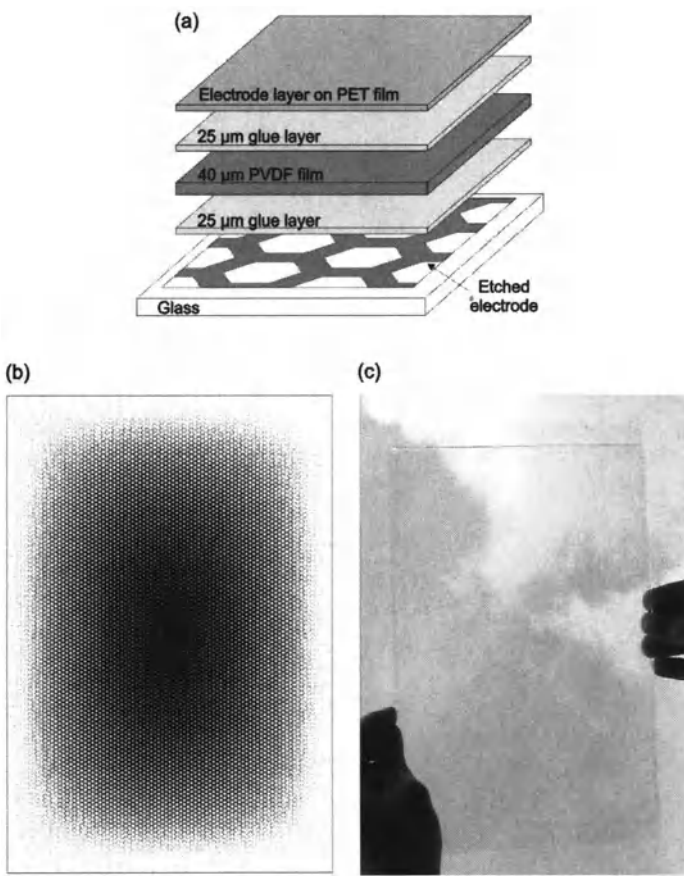 (a)
Electrode layer on PET film
25 μm glue layer
40 μm PVDF film
25 μm glue layer
Etched
electrode
Glass
(b)
(c)